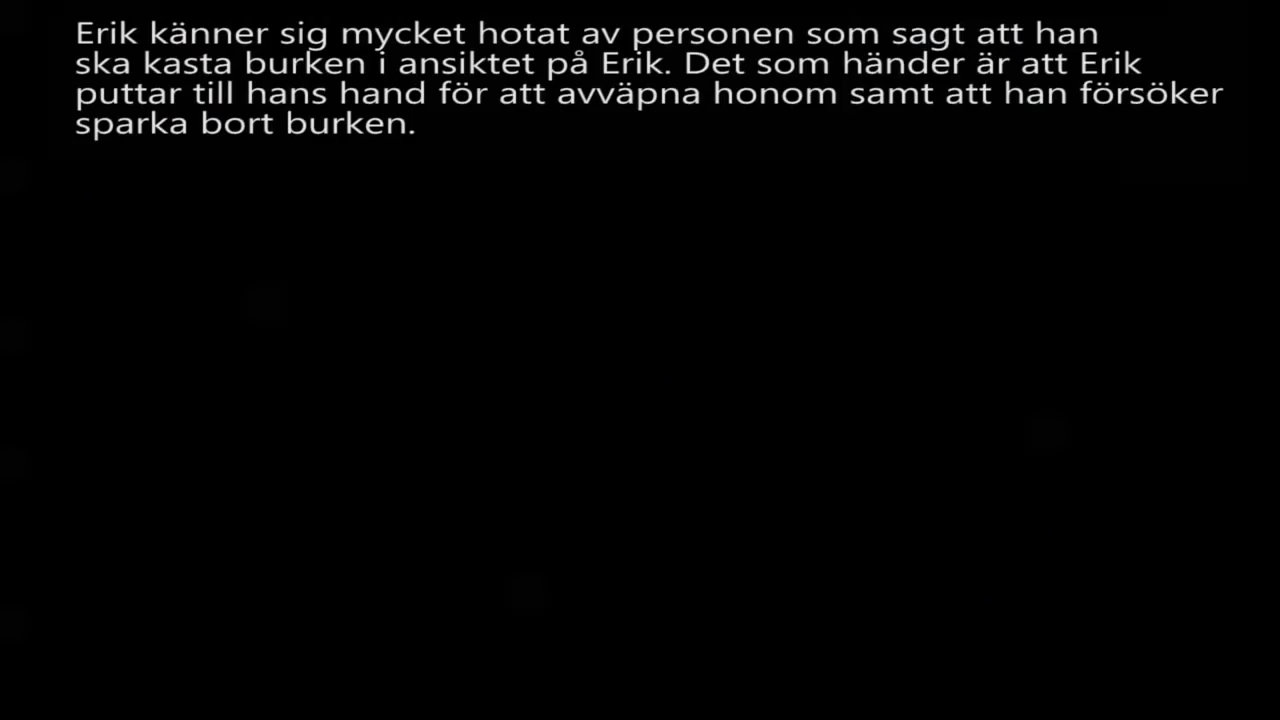 Erik känner sig mycket hotat av personen som sagt att han
ska kasta burken i ansiktet på Erik. Det som händer är att Erik
puttar till hans hand för att avväpna honom samt att han försöker
sparka bort burken.